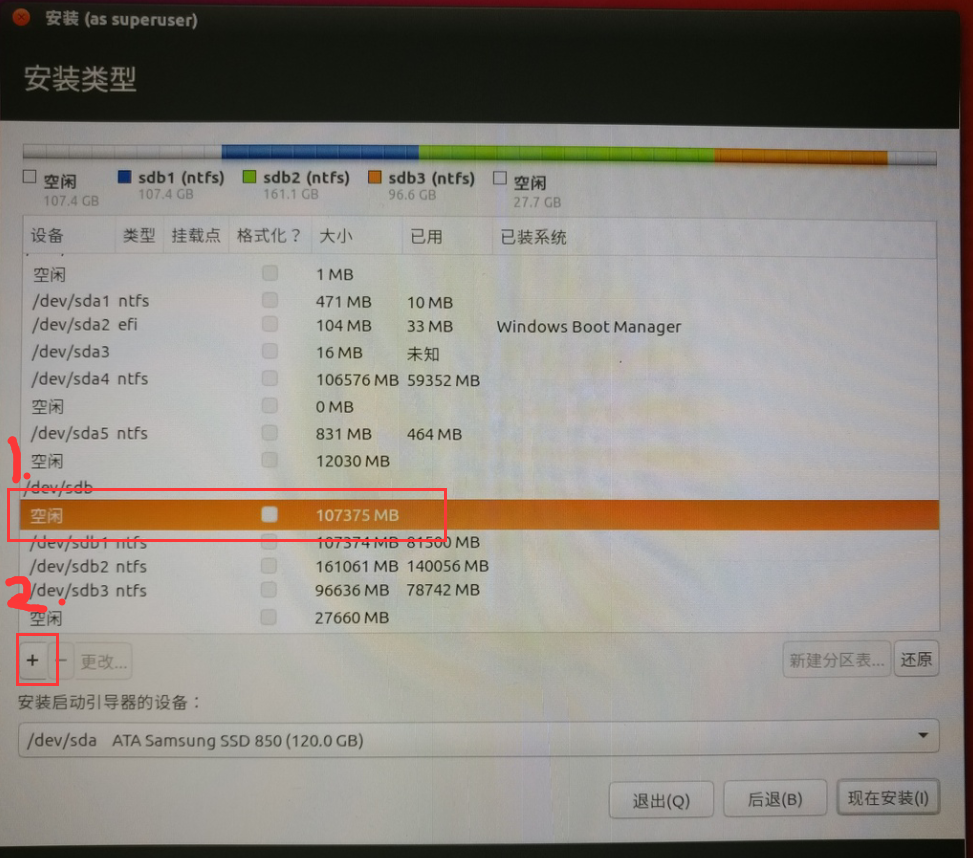 安装 (as superuser)
安装类型
空闲 sdb1 (ntfs) sdb2 (ntfs) sdb3 (ntfs) 空闲
107.4 GB 107.4 GB 161.1 GB 96.6 GB 27.7 GB
设备 类型 挂载点 格式化？ 大小 已用 已装系统
空闲 1 MB
/dev/sda1 ntfs 471 MB 10 MB
/dev/sda2 efi 104 MB 33 MB Windows Boot Manager
/dev/sda3 16 MB 未知
/dev/sda4 ntfs 106576 MB 59352 MB
空闲 0 MB
/dev/sda5 ntfs 831 MB 464 MB
1. 空闲 12030 MB
/dev/sdb
空闲 107375 MB
/dev/sdb1 ntfs 107374 MB 81500 MB
/dev/sdb2 ntfs 161061 MB 140056 MB
2. /dev/sdb3 ntfs 96636 MB 78742 MB
空闲 27660 MB
+ - 更改... 新建分区表... 还原
安装启动引导器的设备：
/dev/sda ATA Samsung SSD 850 (120.0 GB)
退出(Q) 后退(B) 现在安装(I)